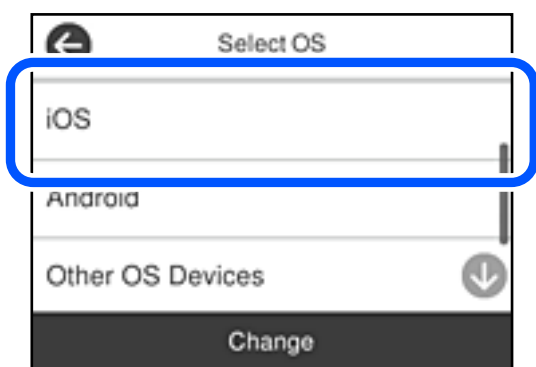 Select OS
iOS
Android
Other OS Devices
Change